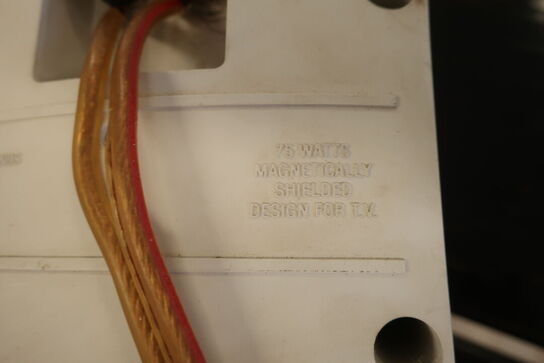 75 WATTS
MAGNETICALLY
SHIELDED
DESIGN FOR T.V.